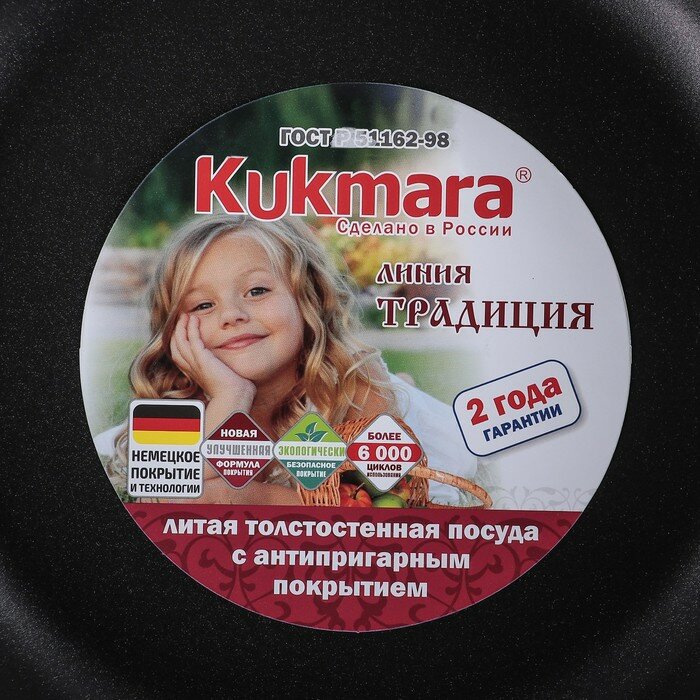 ГОСТ Р 51162-98
Kukmara®
Сделано в России
ЛИНИЯ
ТРАДИЦИЯ
2 года
ГАРАНТИИ
НЕМЕЦКОЕ
ПОКРЫТИЕ
И ТЕХНОЛОГИИ
НОВАЯ
УЛУЧШЕННАЯ
ФОРМУЛА
ПОКРЫТИЯ
ЭКОЛОГИЧЕСКИ
БЕЗОПАСНОЕ
ПОКРЫТИЕ
БОЛЕЕ
6 000
ЦИКЛОВ
ИСПОЛЬЗОВАНИЯ
литая толстостенная посуда
с антипригарным
покрытием